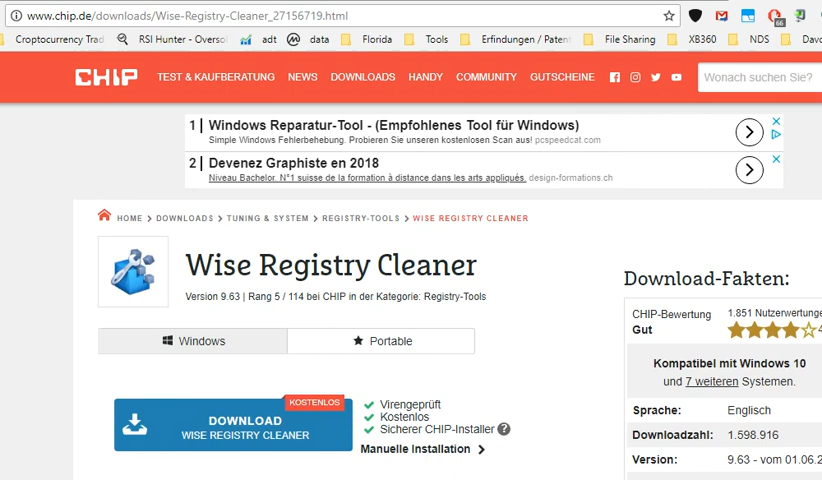 www.chip.de/downloads/Wise-Registry-Cleaner_27156719.html
66
Croptocurrency Trad
RSI Hunter - Overso
adt
data
Florida
Tools
Erfindungen / Paten
File Sharing
XB360
NDS
Davo
CHIP
TEST & KAUFBERATUNG
NEWS
DOWNLOADS
HANDY
COMMUNITY
GUTSCHEINE
Wonach suchen Sie?
1 | Windows Reparatur-Tool - (Empfohlenes Tool für Windows)
Simple Windows Fehlerbehebung. Probieren Sie unseren kostenlosen Scan aus! pcspeedcat.com
2 | Devenez Graphiste en 2018
Niveau Bachelor. N°1 suisse de la formation à distance dans les arts appliqués. design-formations.ch
HOME > DOWNLOADS > TUNING & SYSTEM > REGISTRY-TOOLS > WISE REGISTRY CLEANER
Wise Registry Cleaner
Version 9.63 | Rang 5 / 114 bei CHIP in der Kategorie: Registry-Tools
Windows
Portable
KOSTENLOS
DOWNLOAD
WISE REGISTRY CLEANER
Virengeprüft
Kostenlos
Sicherer CHIP-Installer ?
Manuelle Installation
Download-Fakten:
CHIP-Bewertung
Gut
1.851 Nutzerwertunge
Kompatibel mit Windows 10
und 7 weiteren Systemen.
Sprache: Englisch
Downloadzahl: 1.598.916
Version: 9.63 - vom 01.06.2